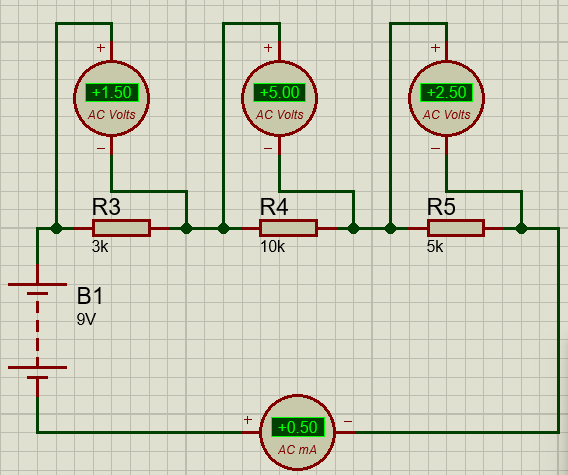 +
+
+
+1.50
+5.00
+2.50
AC Volts
AC Volts
AC Volts
−
−
−
R3
R4
R5
3k
10k
5k
B1
9V
+
−
+0.50
AC mA